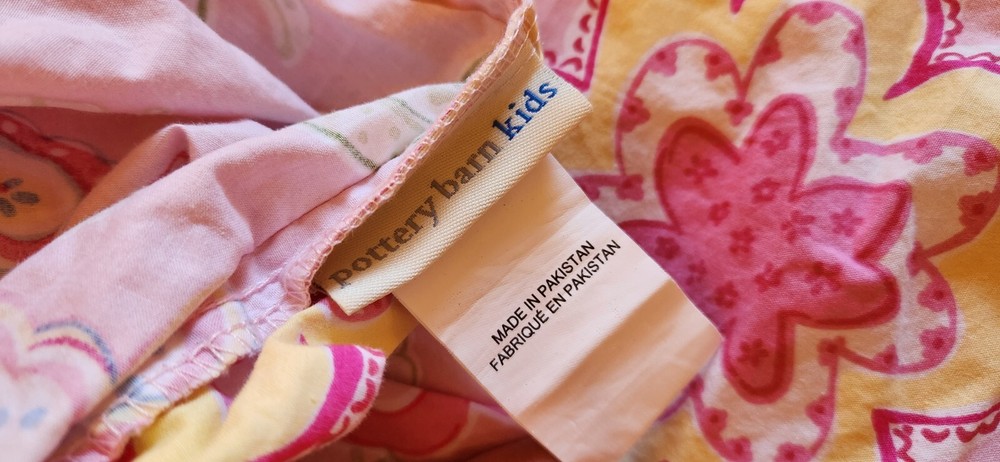 pottery barn kids
MADE IN PAKISTAN
FABRIQUÉ EN PAKISTAN